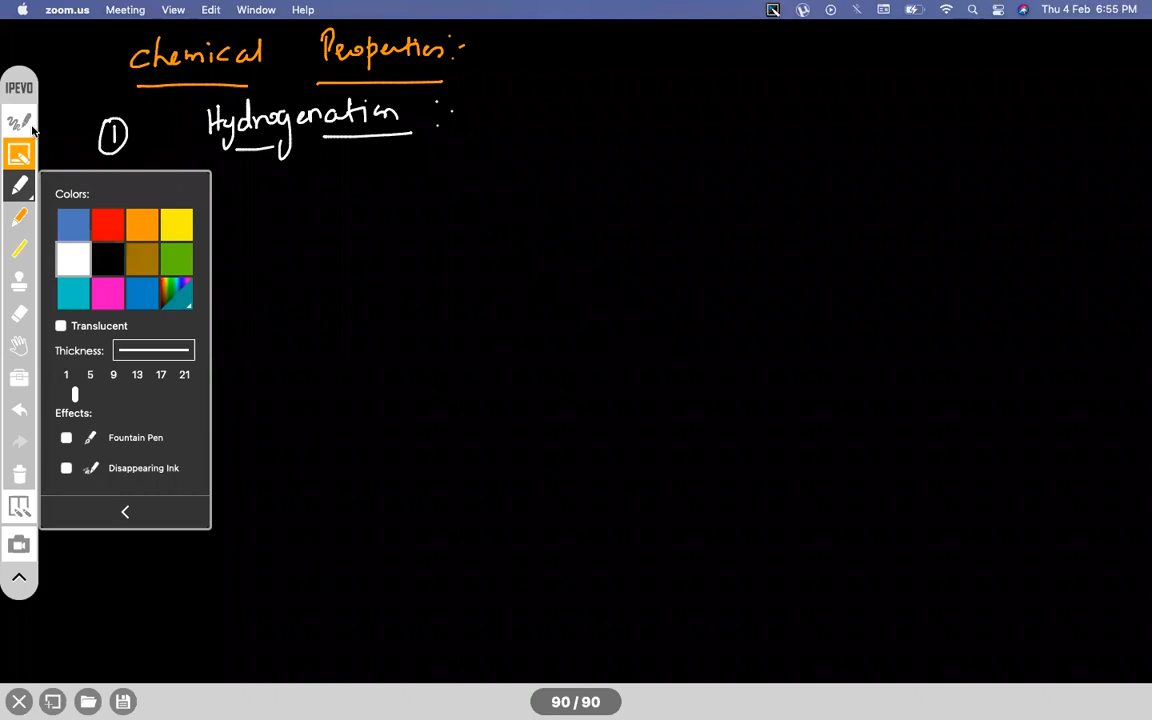 zoom.us Meeting View Edit Window Help Thu 4 Feb 6:55 PM
chemical Properties:-
① Hydrogenation :-
IPEVO
Colors:
Translucent
Thickness:
1 5 9 13 17 21
Effects:
Fountain Pen
Disappearing Ink
90 / 90